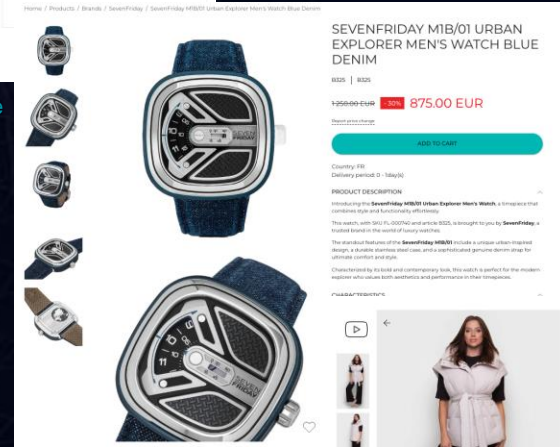 Home / Products / Brands / SevenFriday / SevenFriday M1B/01 Urban Explorer Men's Watch Blue Denim
SEVENFRIDAY M1B/01 URBAN
EXPLORER MEN'S WATCH BLUE
DENIM
B325 | B325
1 250.00 EUR - 30% 875.00 EUR
Report price change
ADD TO CART
Country: FR
Delivery period: 0 - 1day(s)
PRODUCT DESCRIPTION
Introducing the SevenFriday M1B/01 Urban Explorer Men's Watch, a timepiece that
combines style and functionality effortlessly.
This watch, with SKU FL-000740 and article B325, is brought to you by SevenFriday, a
trusted brand in the world of luxury watches.
The standout features of the SevenFriday M1B/01 include a unique urban-inspired
design, a durable stainless steel case, and a sophisticated genuine denim strap for
ultimate comfort and style.
Characterized by its bold and contemporary look, this watch is perfect for the modern
explorer who values both aesthetics and performance in their timepieces.
CHARACTERISTICS
SEVEN
FRIDAY
SEVEN
FRIDAY